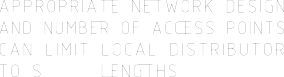 APPROPRIATE NETWORK DESIGN
AND NUMBER OF ACCESS POINTS
CAN LIMIT LOCAL DISTRIBUTOR
TO S LENGTHS